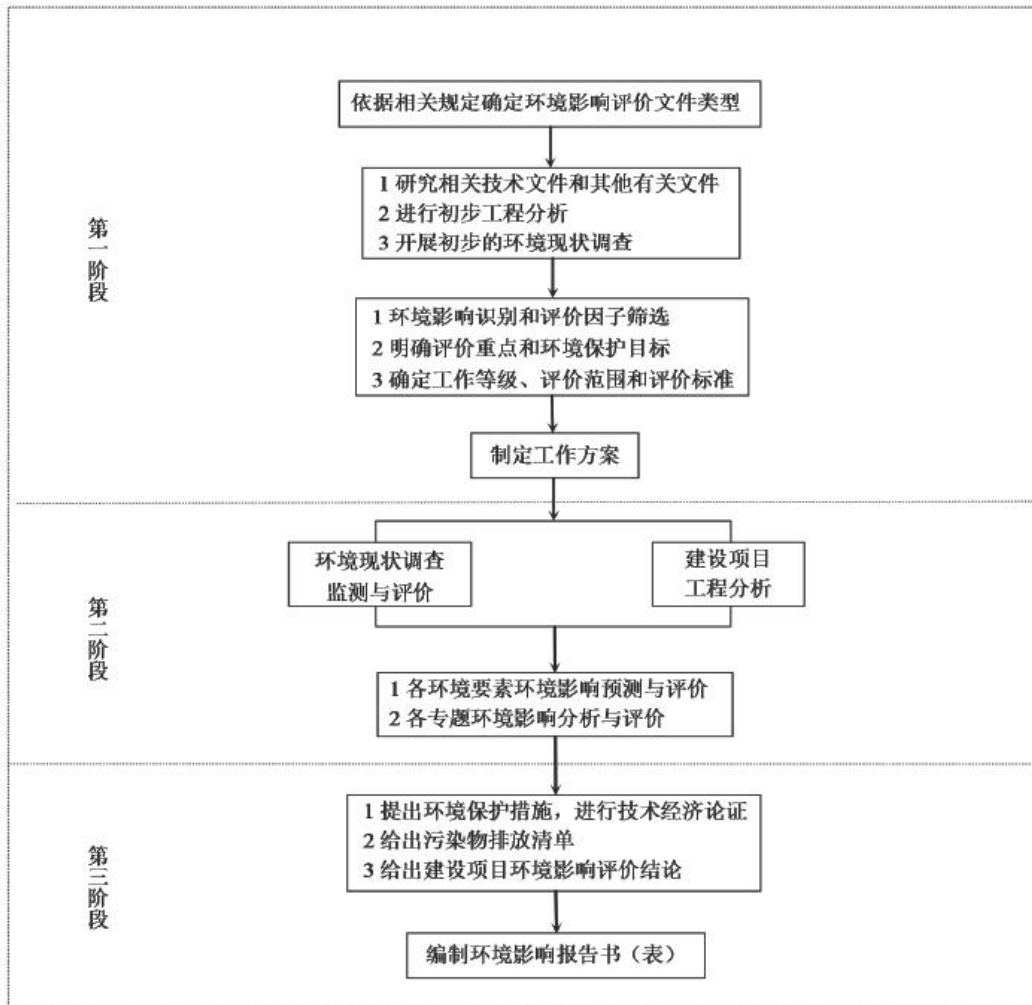 依据相关规定确定环境影响评价文件类型
1 研究相关技术文件和其他有关文件
2 进行初步工程分析
3 开展初步的环境现状调查
第一阶段
1 环境影响识别和评价因子筛选
2 明确评价重点和环境保护目标
3 确定工作等级、评价范围和评价标准
制定工作方案
环境现状调查
监测与评价
建设项目
工程分析
第二阶段
1 各环境要素环境影响预测与评价
2 各专题环境影响分析与评价
1 提出环境保护措施，进行技术经济论证
2 给出污染物排放清单
3 给出建设项目环境影响评价结论
第三阶段
编制环境影响报告书（表）